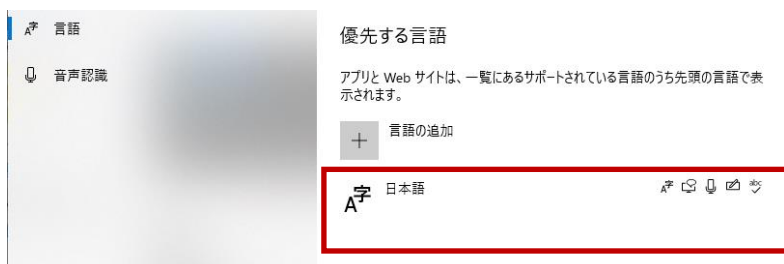 言語
音声認識
優先する言語
アプリと Web サイトは、一覧にあるサポートされている言語のうち先頭の言語で表
示されます。
言語の追加
日本語